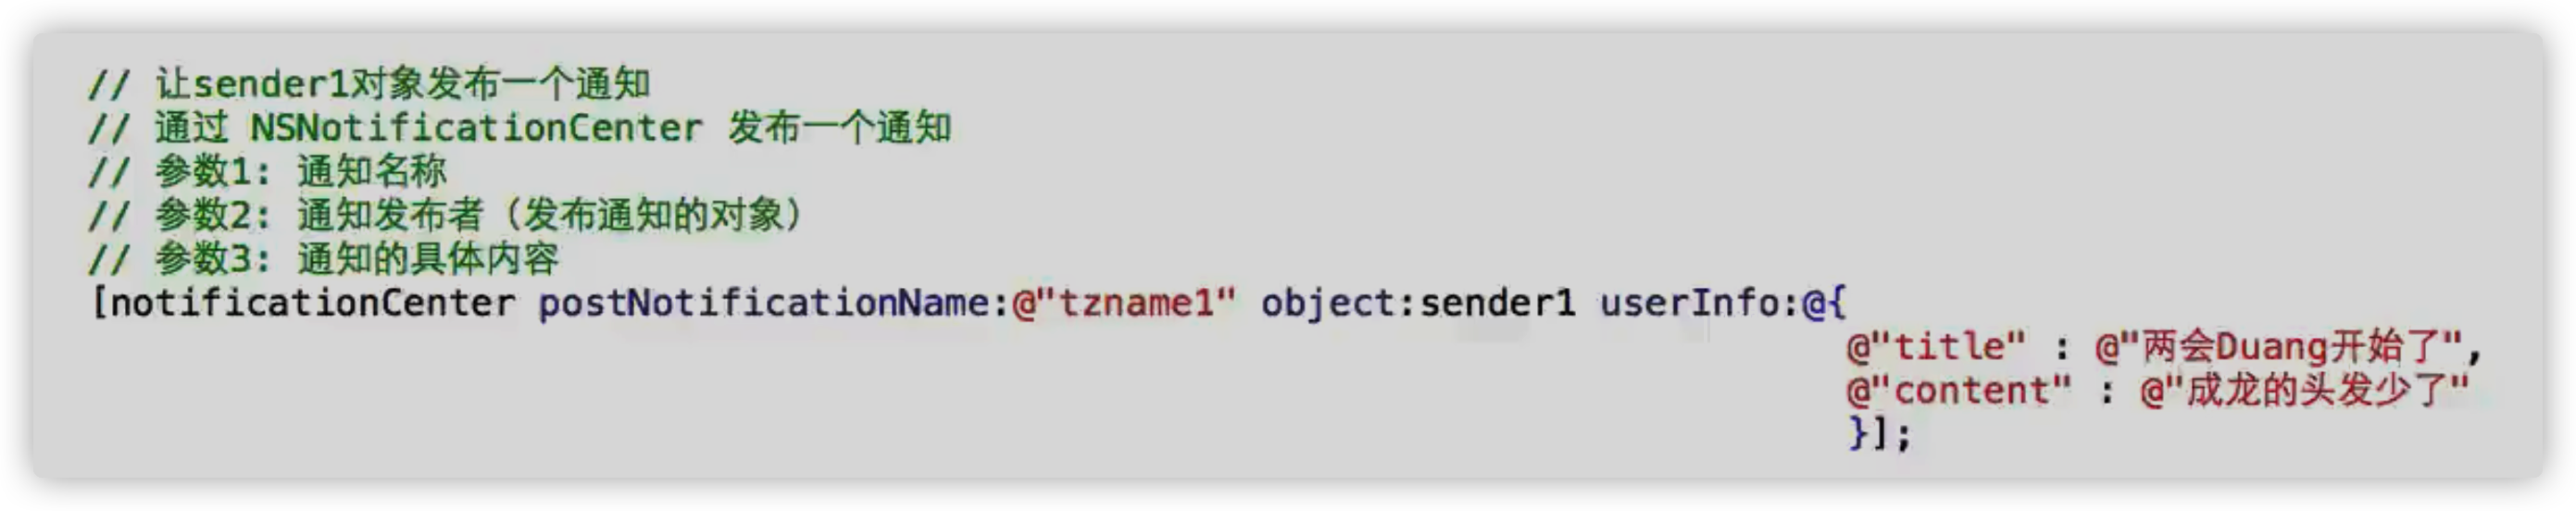 // 让sender1对象发布一个通知
// 通过 NSNotificationCenter 发布一个通知
// 参数1: 通知名称
// 参数2: 通知发布者（发布通知的对象）
// 参数3: 通知的具体内容
[notificationCenter postNotificationName:@"tzname1" object:sender1 userInfo:@{
@"title" : @"两会Duang开始了",
@"content" : @"成龙的头发少了"
}];